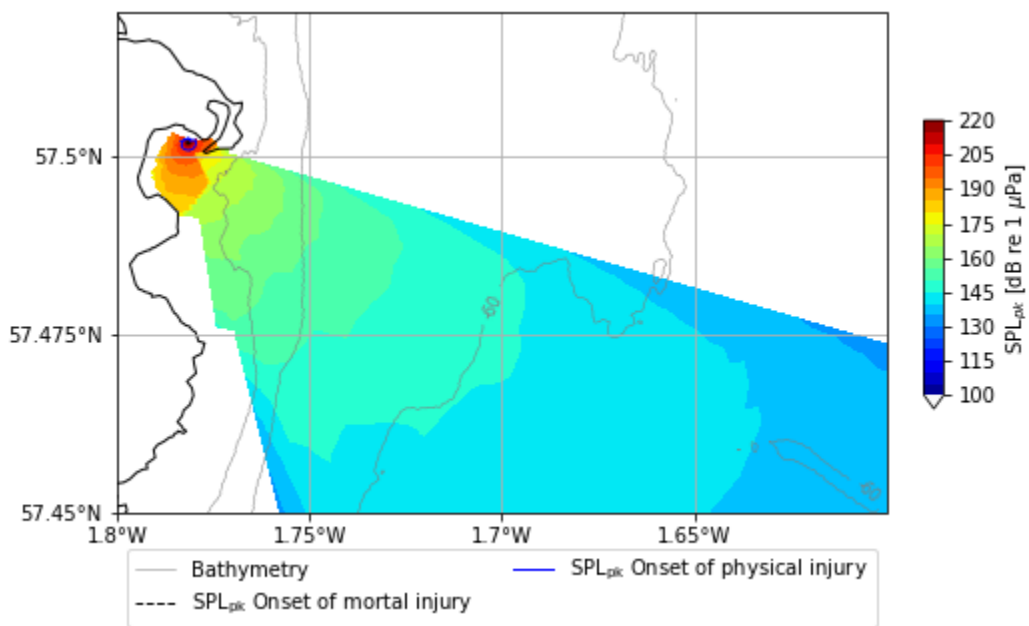 57.5°N
57.475°N
57.45°N
1.8°W
1.75°W
1.7°W
1.65°W
60
220
205
190
175
160
145
130
115
100
SPLpk [dB re 1 μPa]
Bathymetry
SPLpk Onset of physical injury
SPLpk Onset of mortal injury